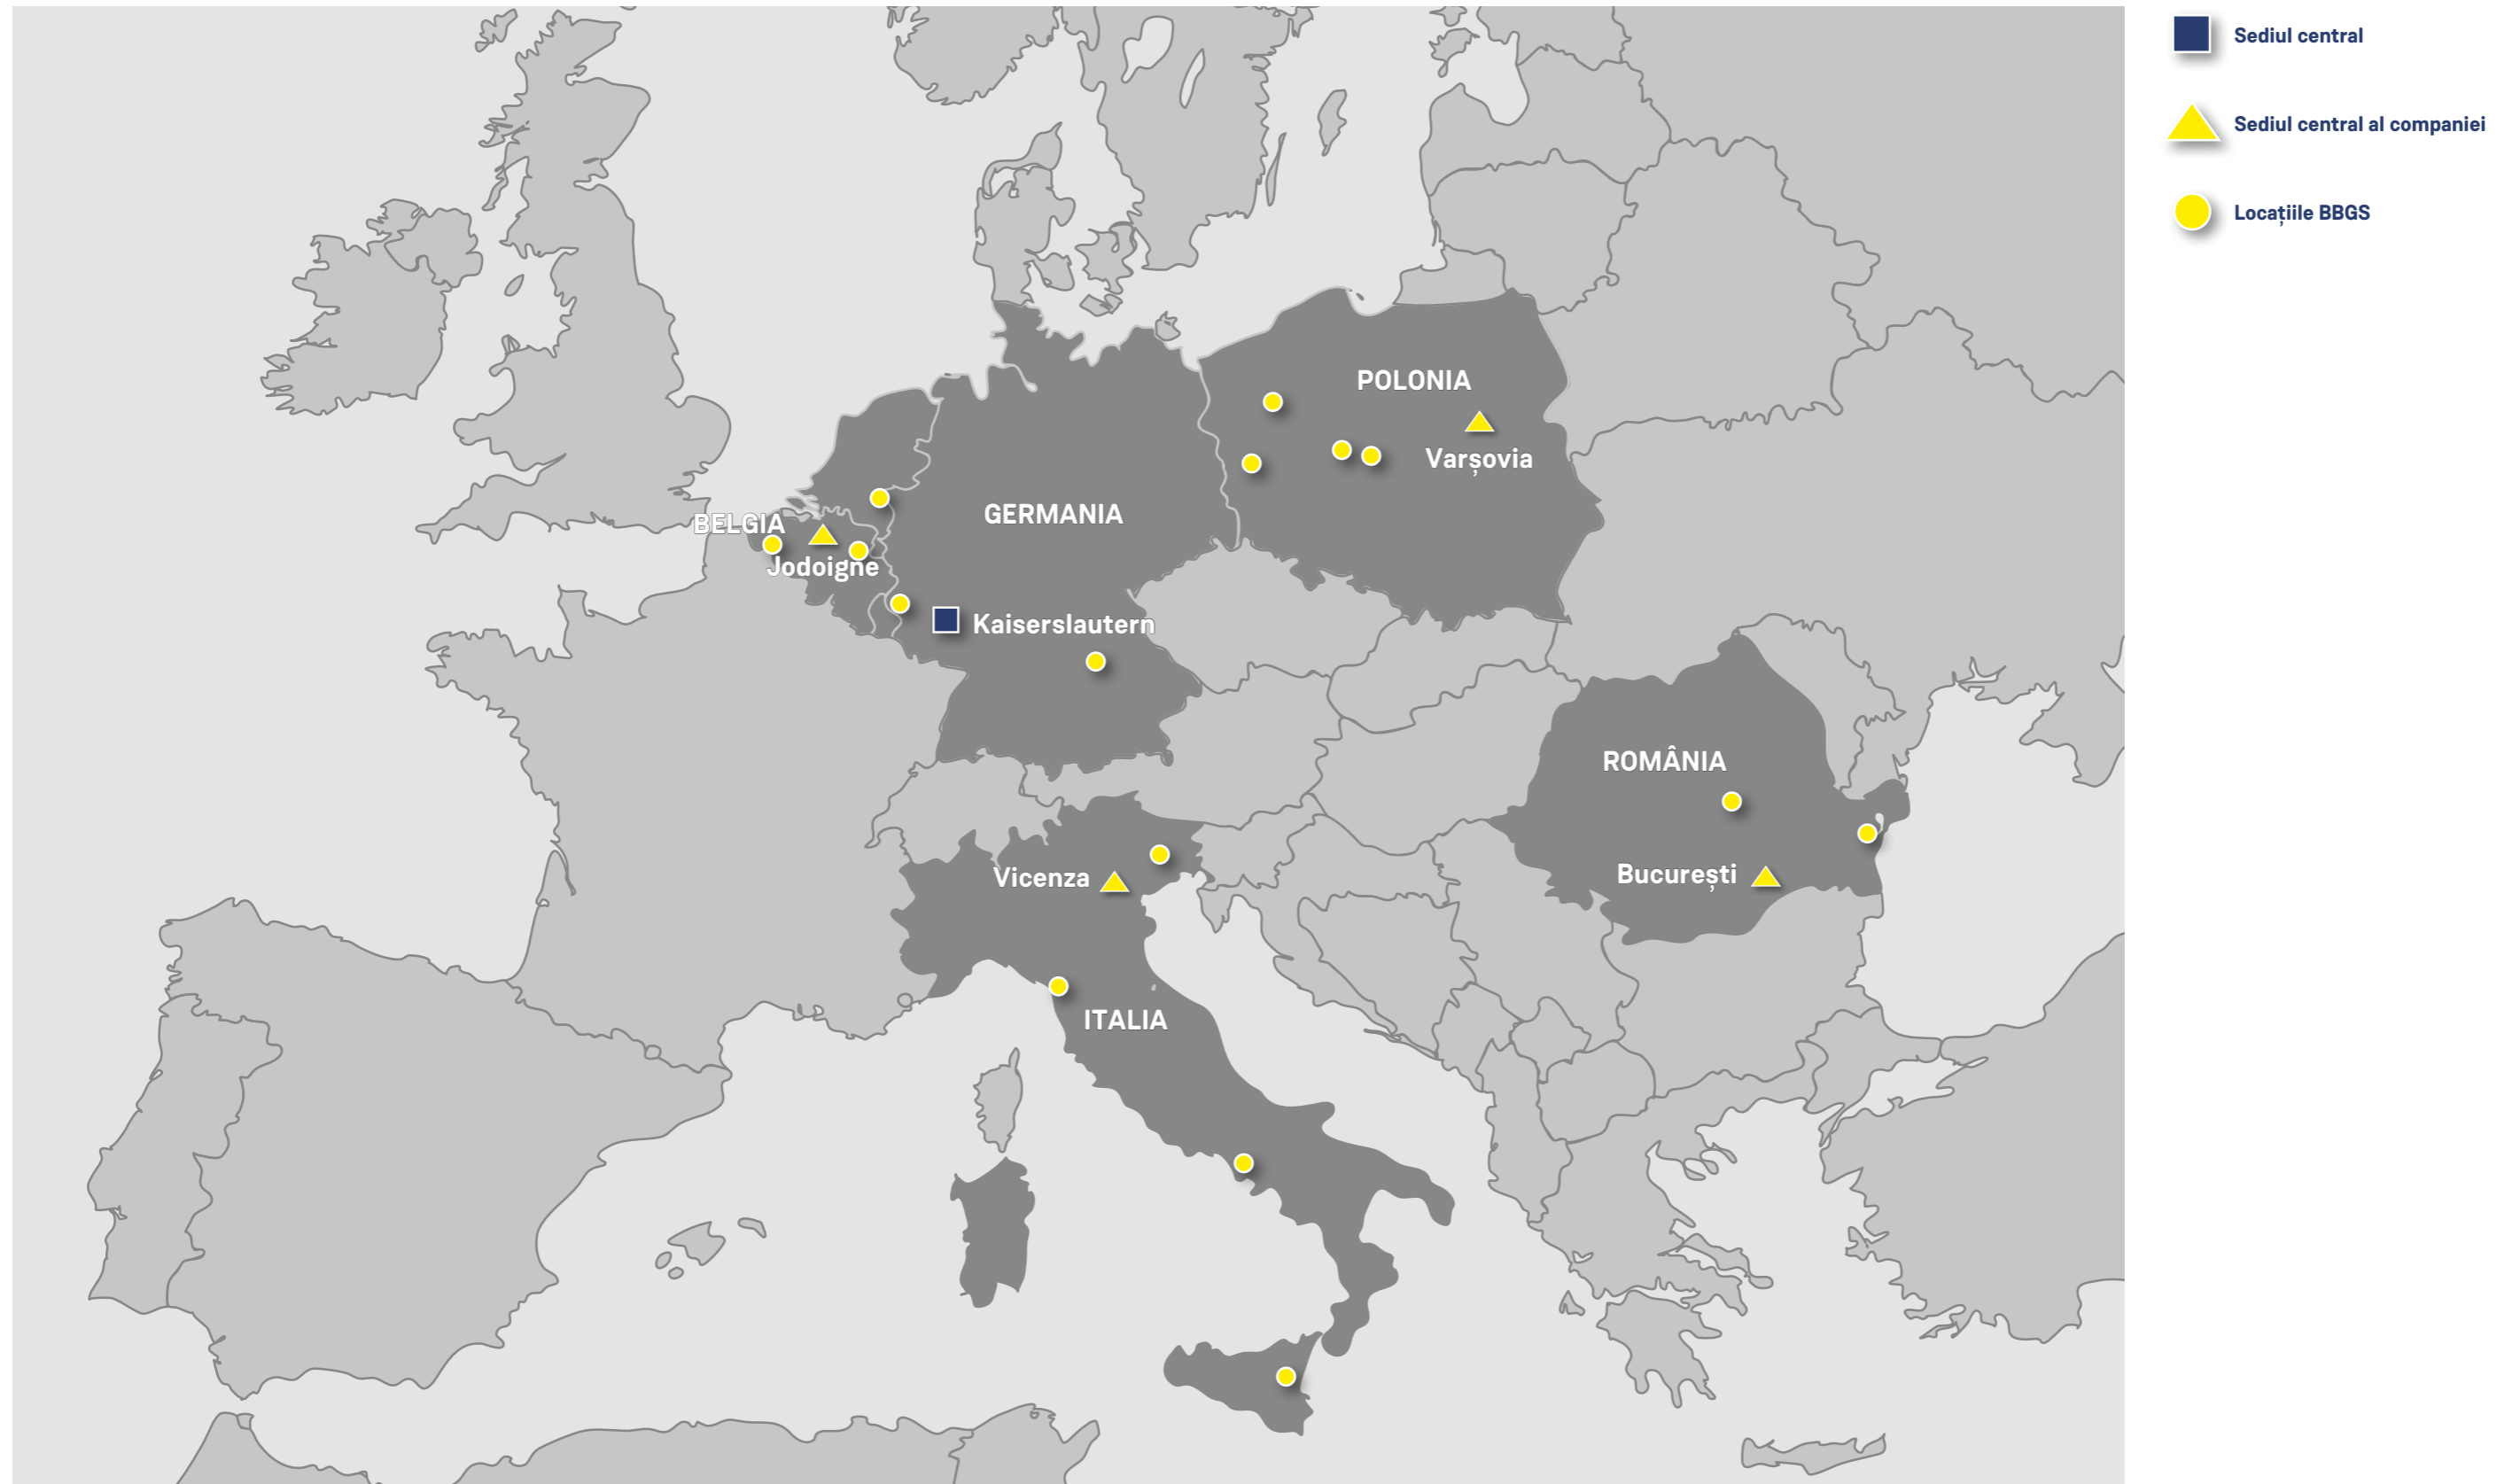 Sediul central
Sediul central al companiei
Locațiile BBGS
POLONIA
Varșovia
GERMANIA
BELGIA
Jodoigne
Kaiserslautern
ROMÂNIA
București
Vicenza
ITALIA